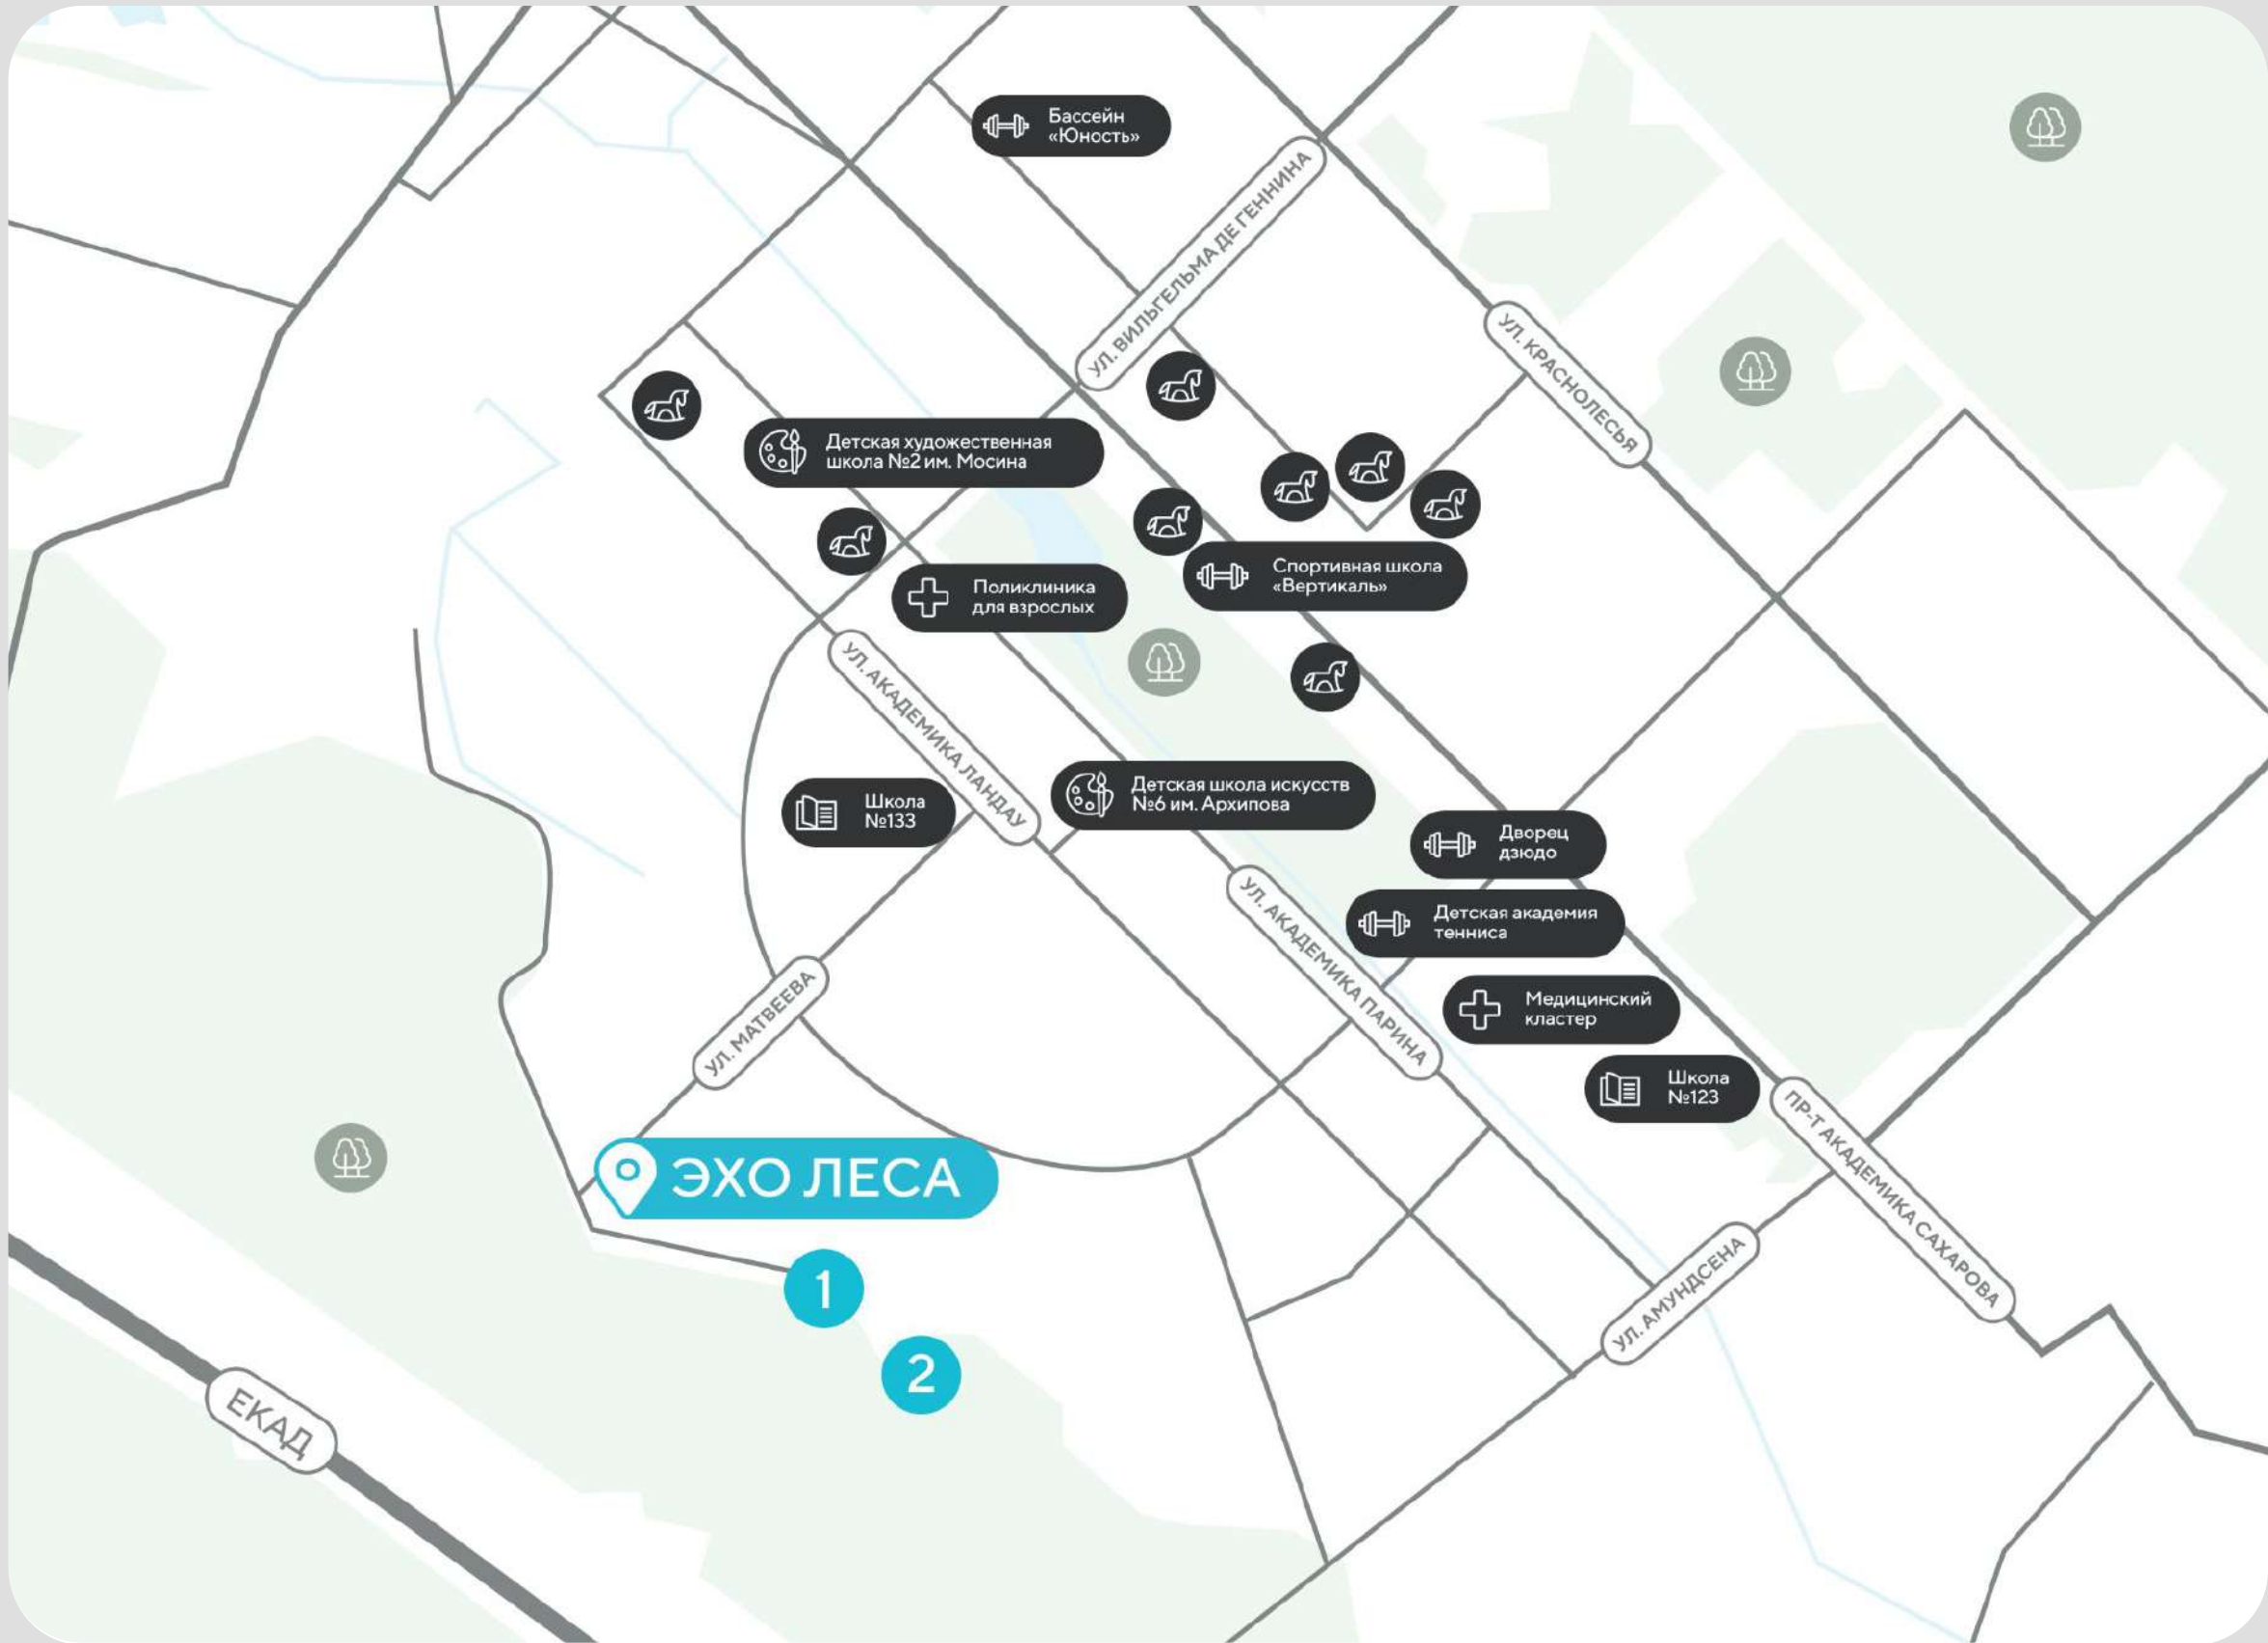 Бассейн
«Юность»
УЛ. ВИЛЬГЕЛЬМА ДЕ ГЕННИНА
УЛ. КРАСНОЛЕСЬЯ
Детская художественная
школа №2 им. Мосина
Поликлиника
для взрослых
Спортивная школа
«Вертикаль»
УЛ. АКАДЕМИКА ЛАНДАУ
Школа
№133
Детская школа искусств
№6 им. Архипова
Дворец
дзюдо
Детская академия
тенниса
УЛ. АКАДЕМИКА ПАРИНА
УЛ. МАТВЕЕВА
Медицинский
кластер
Школа
№123
ПР-Т АКАДЕМИКА САХАРОВА
ЭХО ЛЕСА
1
2
УЛ. АМУНДСЕНА
ЕКАД